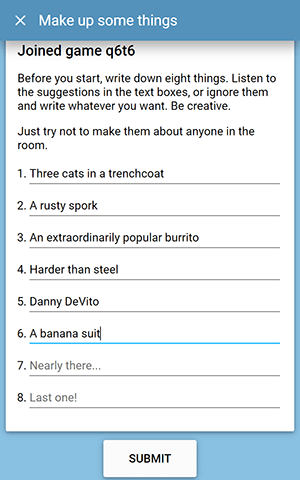 Make up some things
Joined game q6t6
Before you start, write down eight things. Listen to
the suggestions in the text boxes, or ignore them
and write whatever you want. Be creative.
Just try not to make them about anyone in the
room.
1. Three cats in a trenchcoat
2. A rusty spork
3. An extraordinarily popular burrito
4. Harder than steel
5. Danny DeVito
6. A banana suit
7. Nearly there...
8. Last one!
SUBMIT